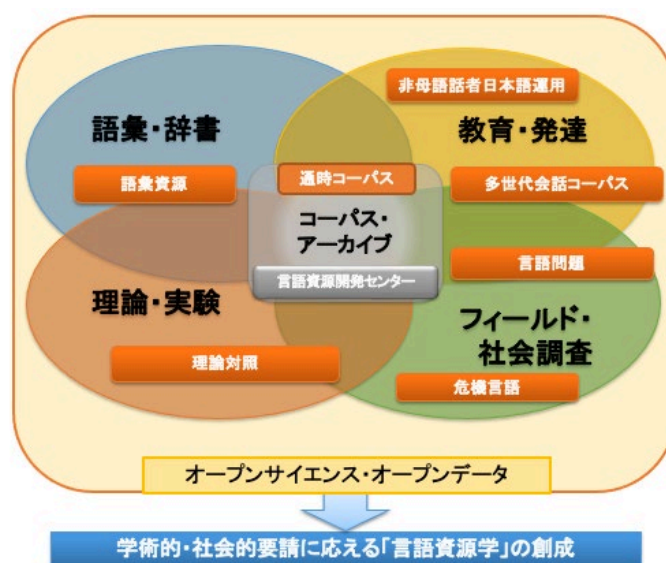 非母語話者日本語運用
語彙・辞書
教育・発達
語彙資源
通時コーパス
多世代会話コーパス
コーパス・
アーカイブ
言語資源開発センター
言語問題
理論・実験
フィールド・
社会調査
理論対照
危機言語
オープンサイエンス・オープンデータ
学術的・社会的要請に応える「言語資源学」の創成